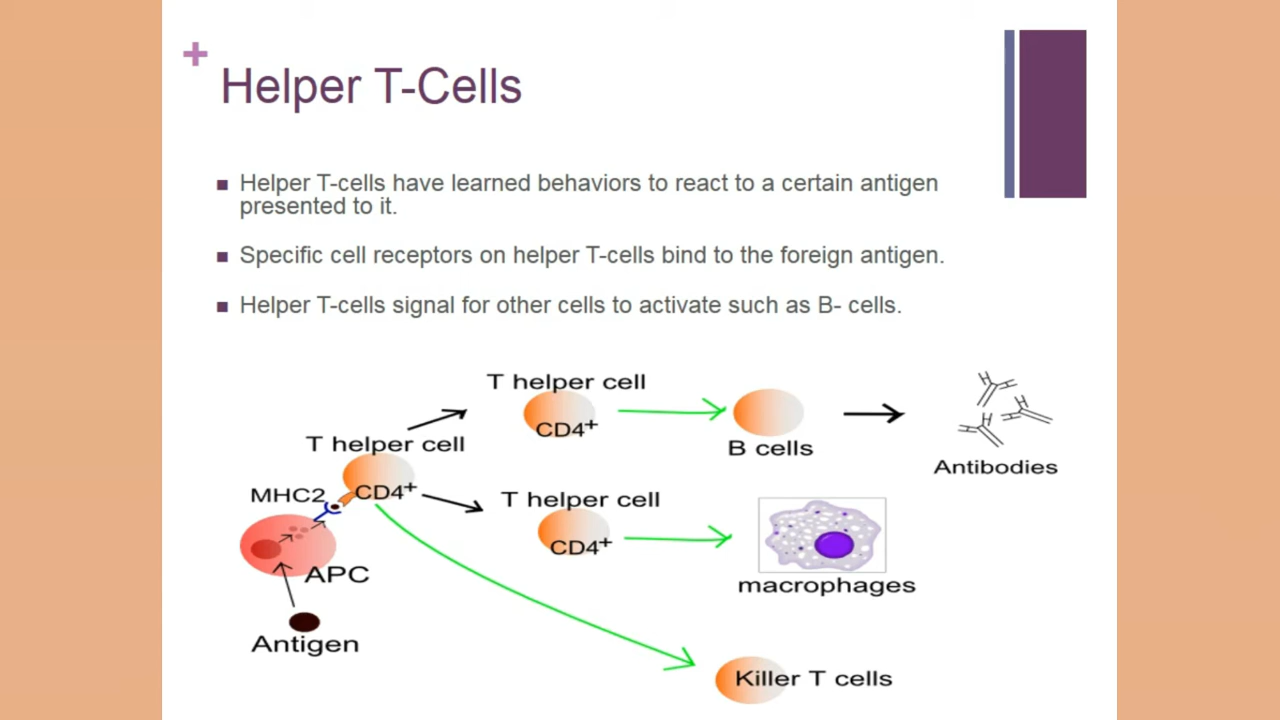 +
Helper T-Cells
Helper T-cells have learned behaviors to react to a certain antigen
presented to it.
Specific cell receptors on helper T-cells bind to the foreign antigen.
Helper T-cells signal for other cells to activate such as B- cells.
T helper cell
CD4+
B cells
Antibodies
T helper cell
CD4+
MHC2
APC
Antigen
T helper cell
CD4+
macrophages
Killer T cells